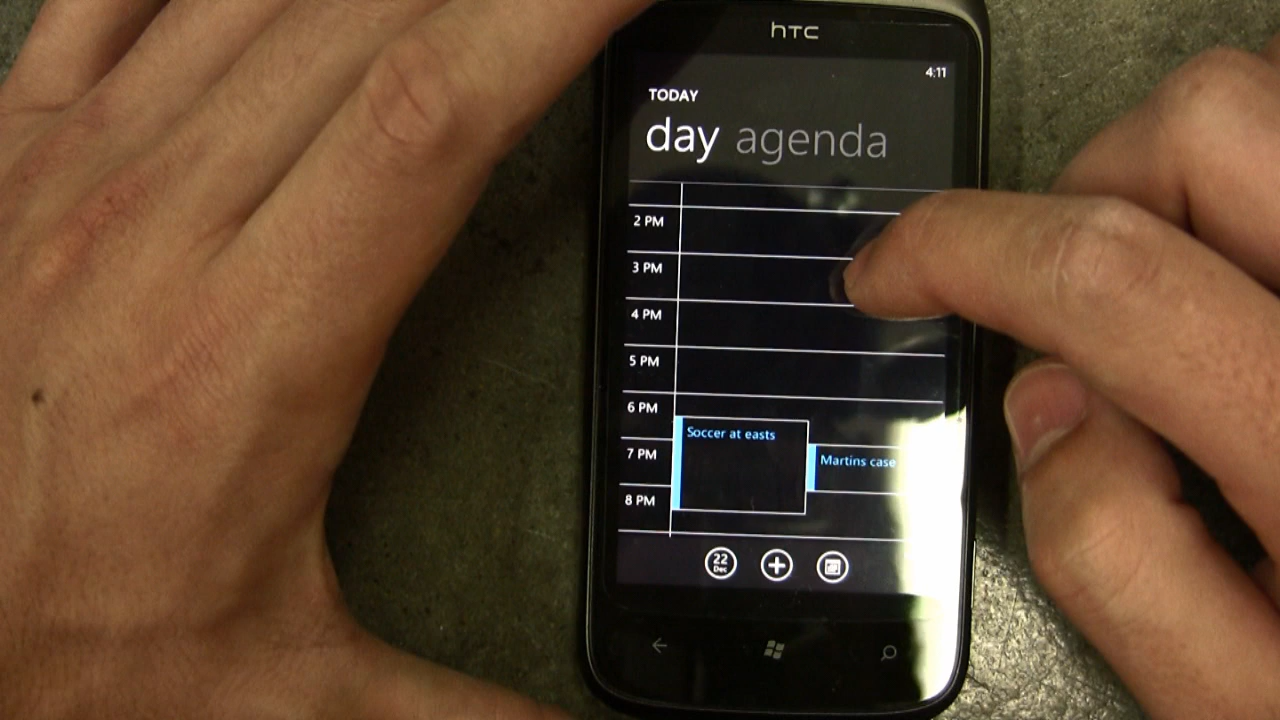 hTC
4:11
TODAY
day agenda
2 PM
3 PM
4 PM
5 PM
6 PM
Soccer at easts
7 PM
Martins case
8 PM
22
Dec